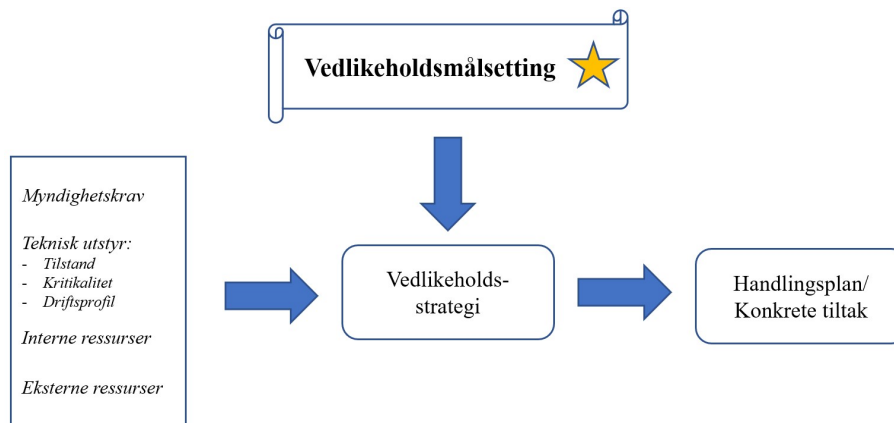 Vedlikeholdsmålsetting
Myndighetskrav
Teknisk utstyr:
- Tilstand
- Kritikalitet
- Driftsprofil
Interne ressurser
Eksterne ressurser
Vedlikeholds-
strategi
Handlingsplan/
Konkrete tiltak